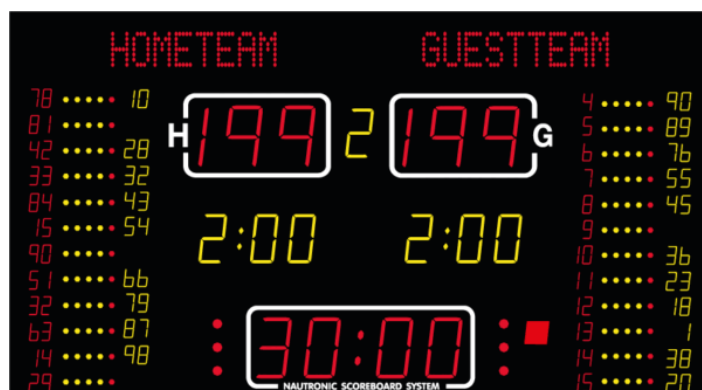 HOMETEAM GUESTTEAM
78 10 H 199 2 199 G 4 90
81 5 89
42 28 6 76
33 32 7 55
84 43 8 45
15 54 2:00 2:00 9
90 10 36
51 66 11 23
32 79 12 18
63 87 30:00 13 1
14 98 14 38
29 15 20
NAUTRONIC SCOREBOARD SYSTEM